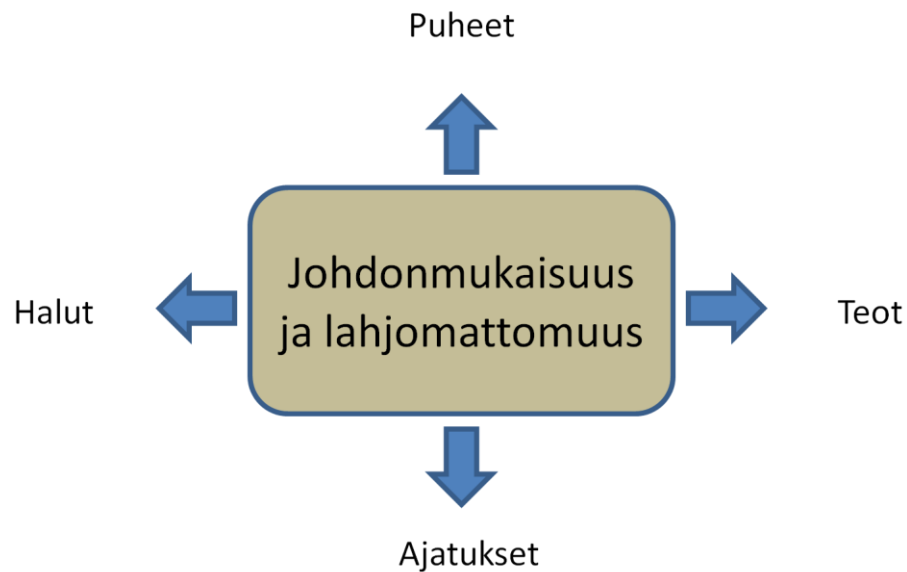 Puheet
Johdonmukaisuus
ja lahjomattomuus
Halut
Teot
Ajatukset